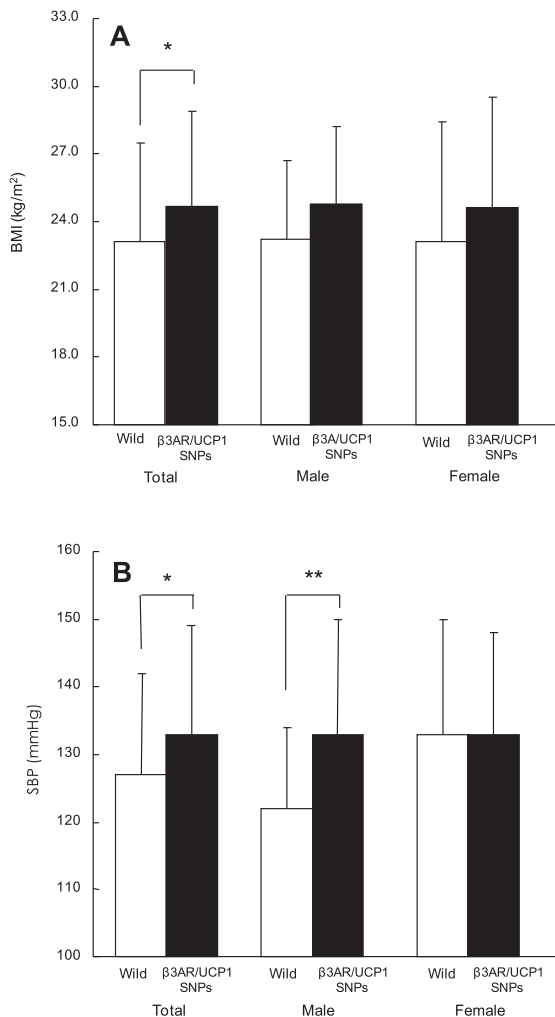 33.0
A
*
30.0
27.0
BMI (kg/m²)
24.0
21.0
18.0
15.0
Wild β3AR/UCP1 Wild β3A/UCP1 Wild β3AR/UCP1
SNPs SNPs SNPs
Total Male Female
160
B
* **
150
140
SBP (mmHg)
130
120
110
100
Wild β3AR/UCP1 Wild β3AR/UCP1 Wild β3AR/UCP1
SNPs SNPs SNPs
Total Male Female